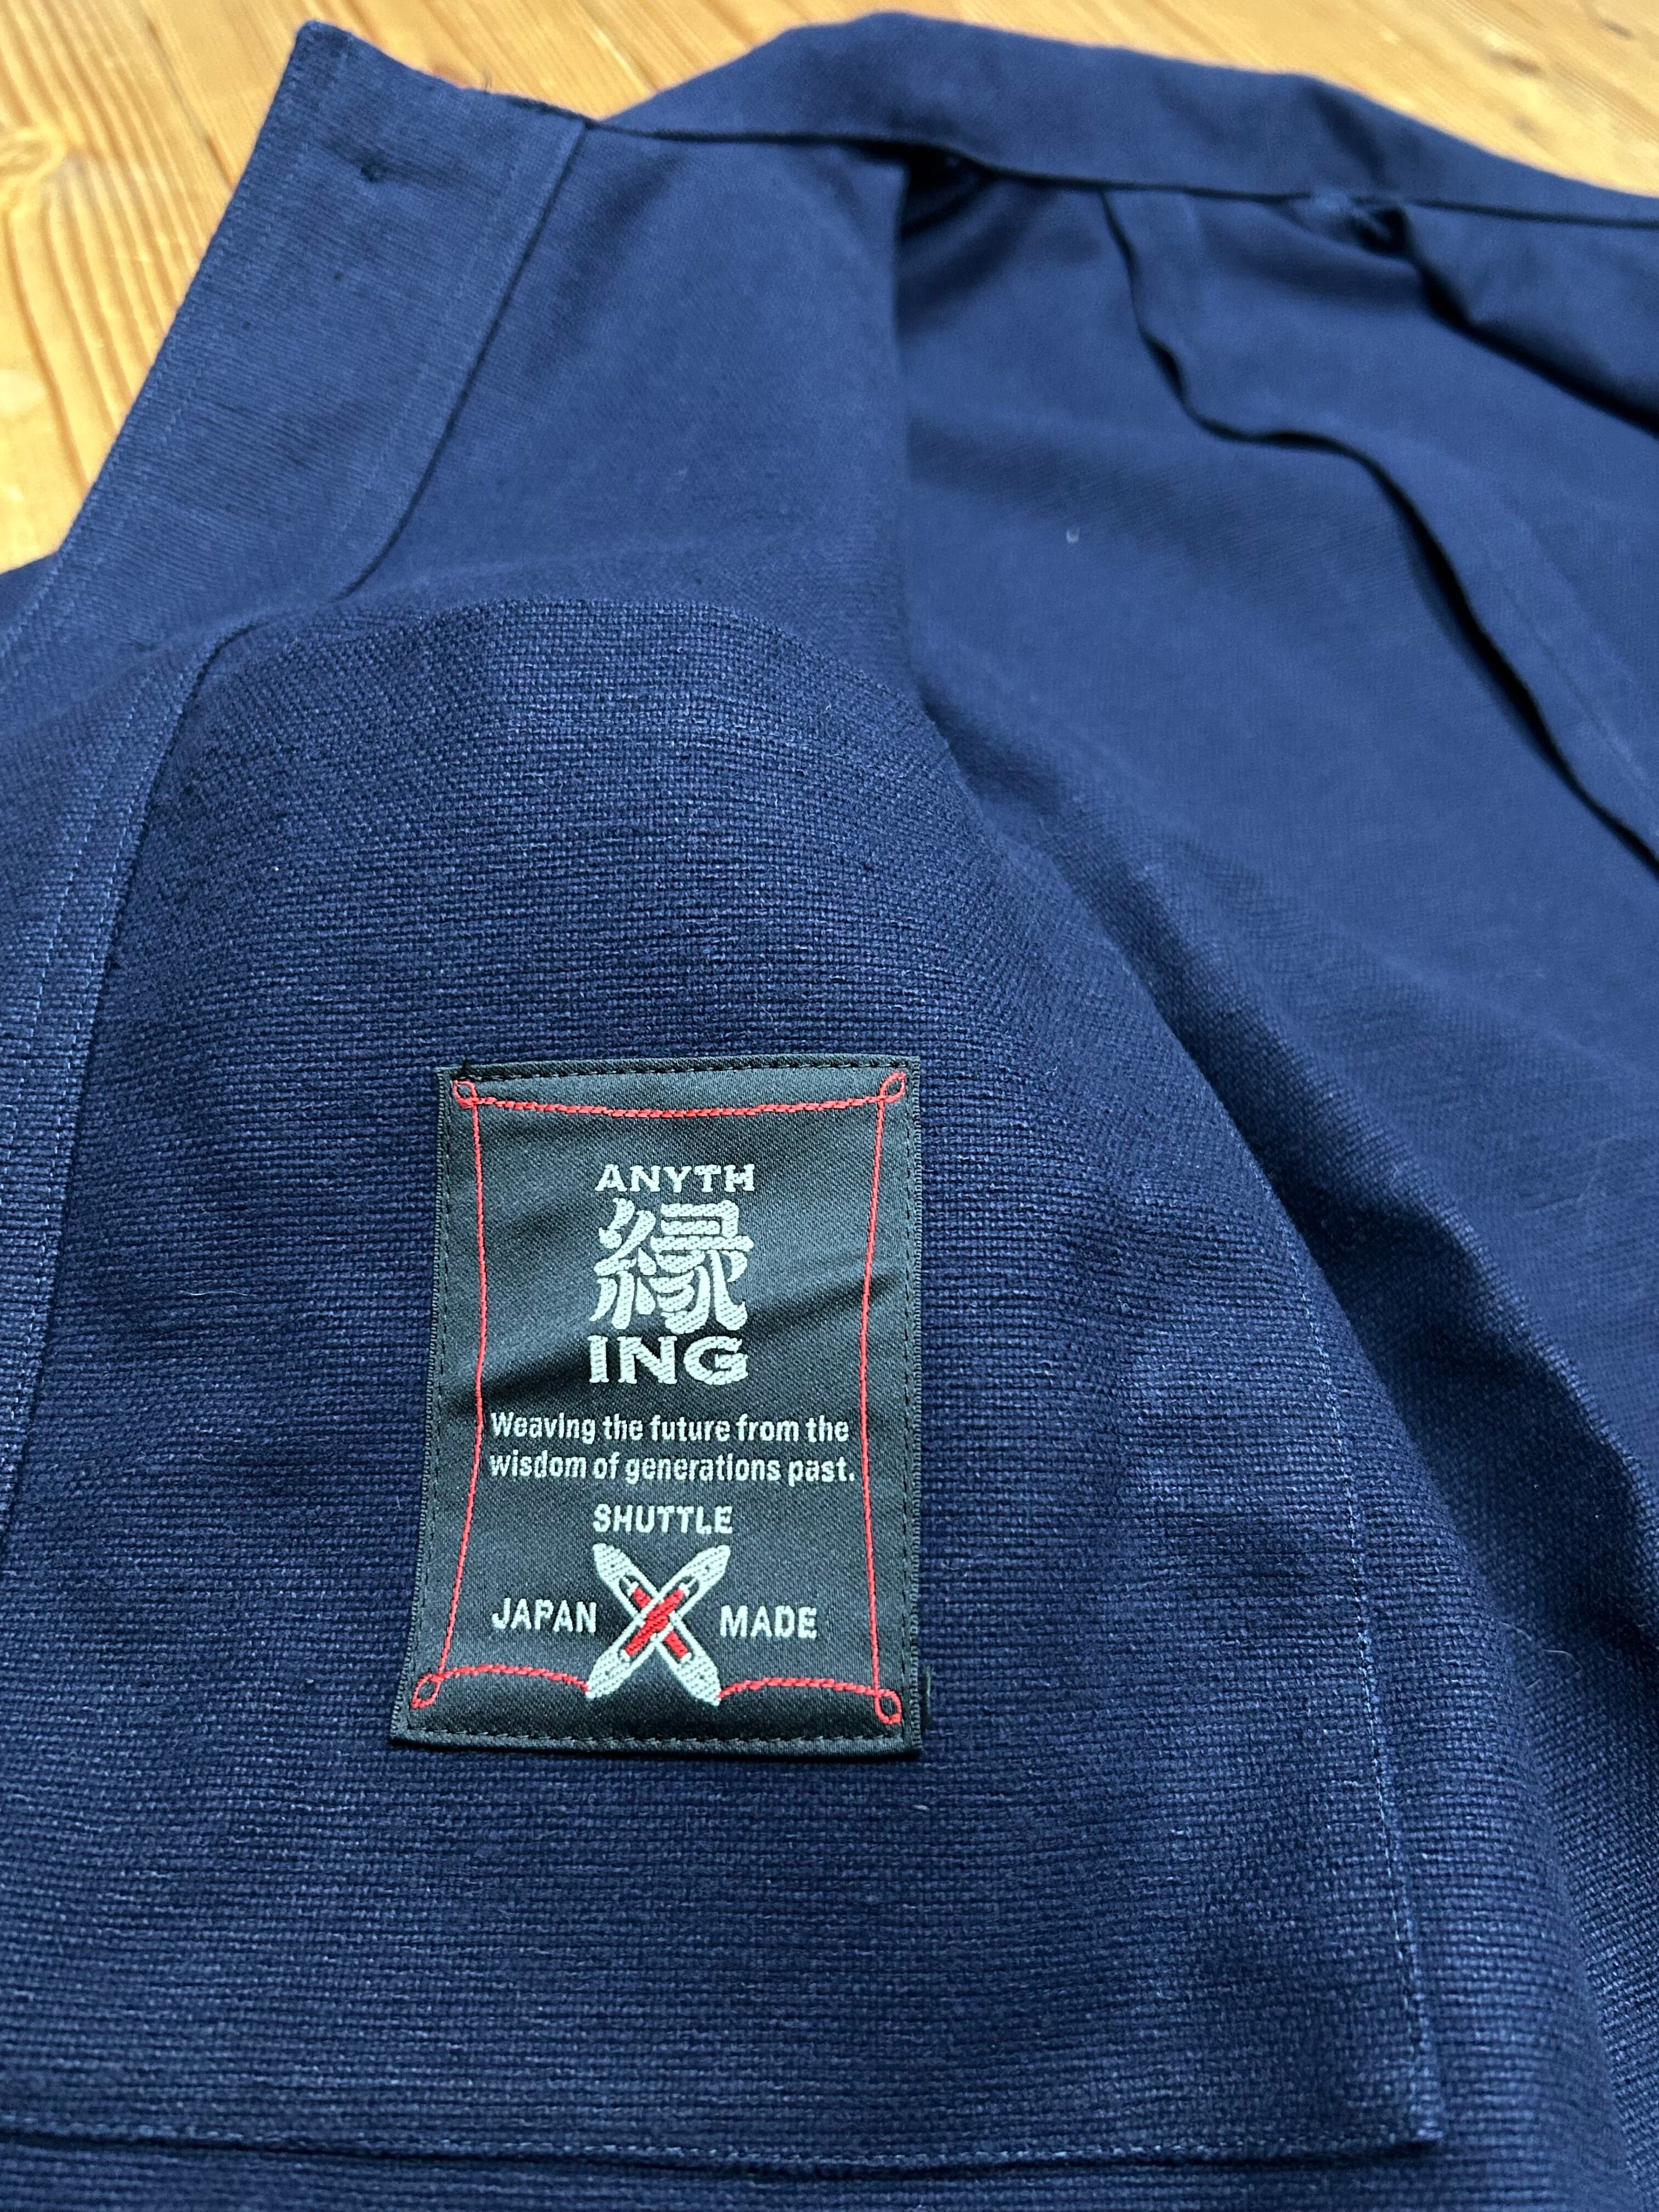 ANYTH
縁
ING
Weaving the future from the
wisdom of generations past.
SHUTTLE
JAPAN MADE